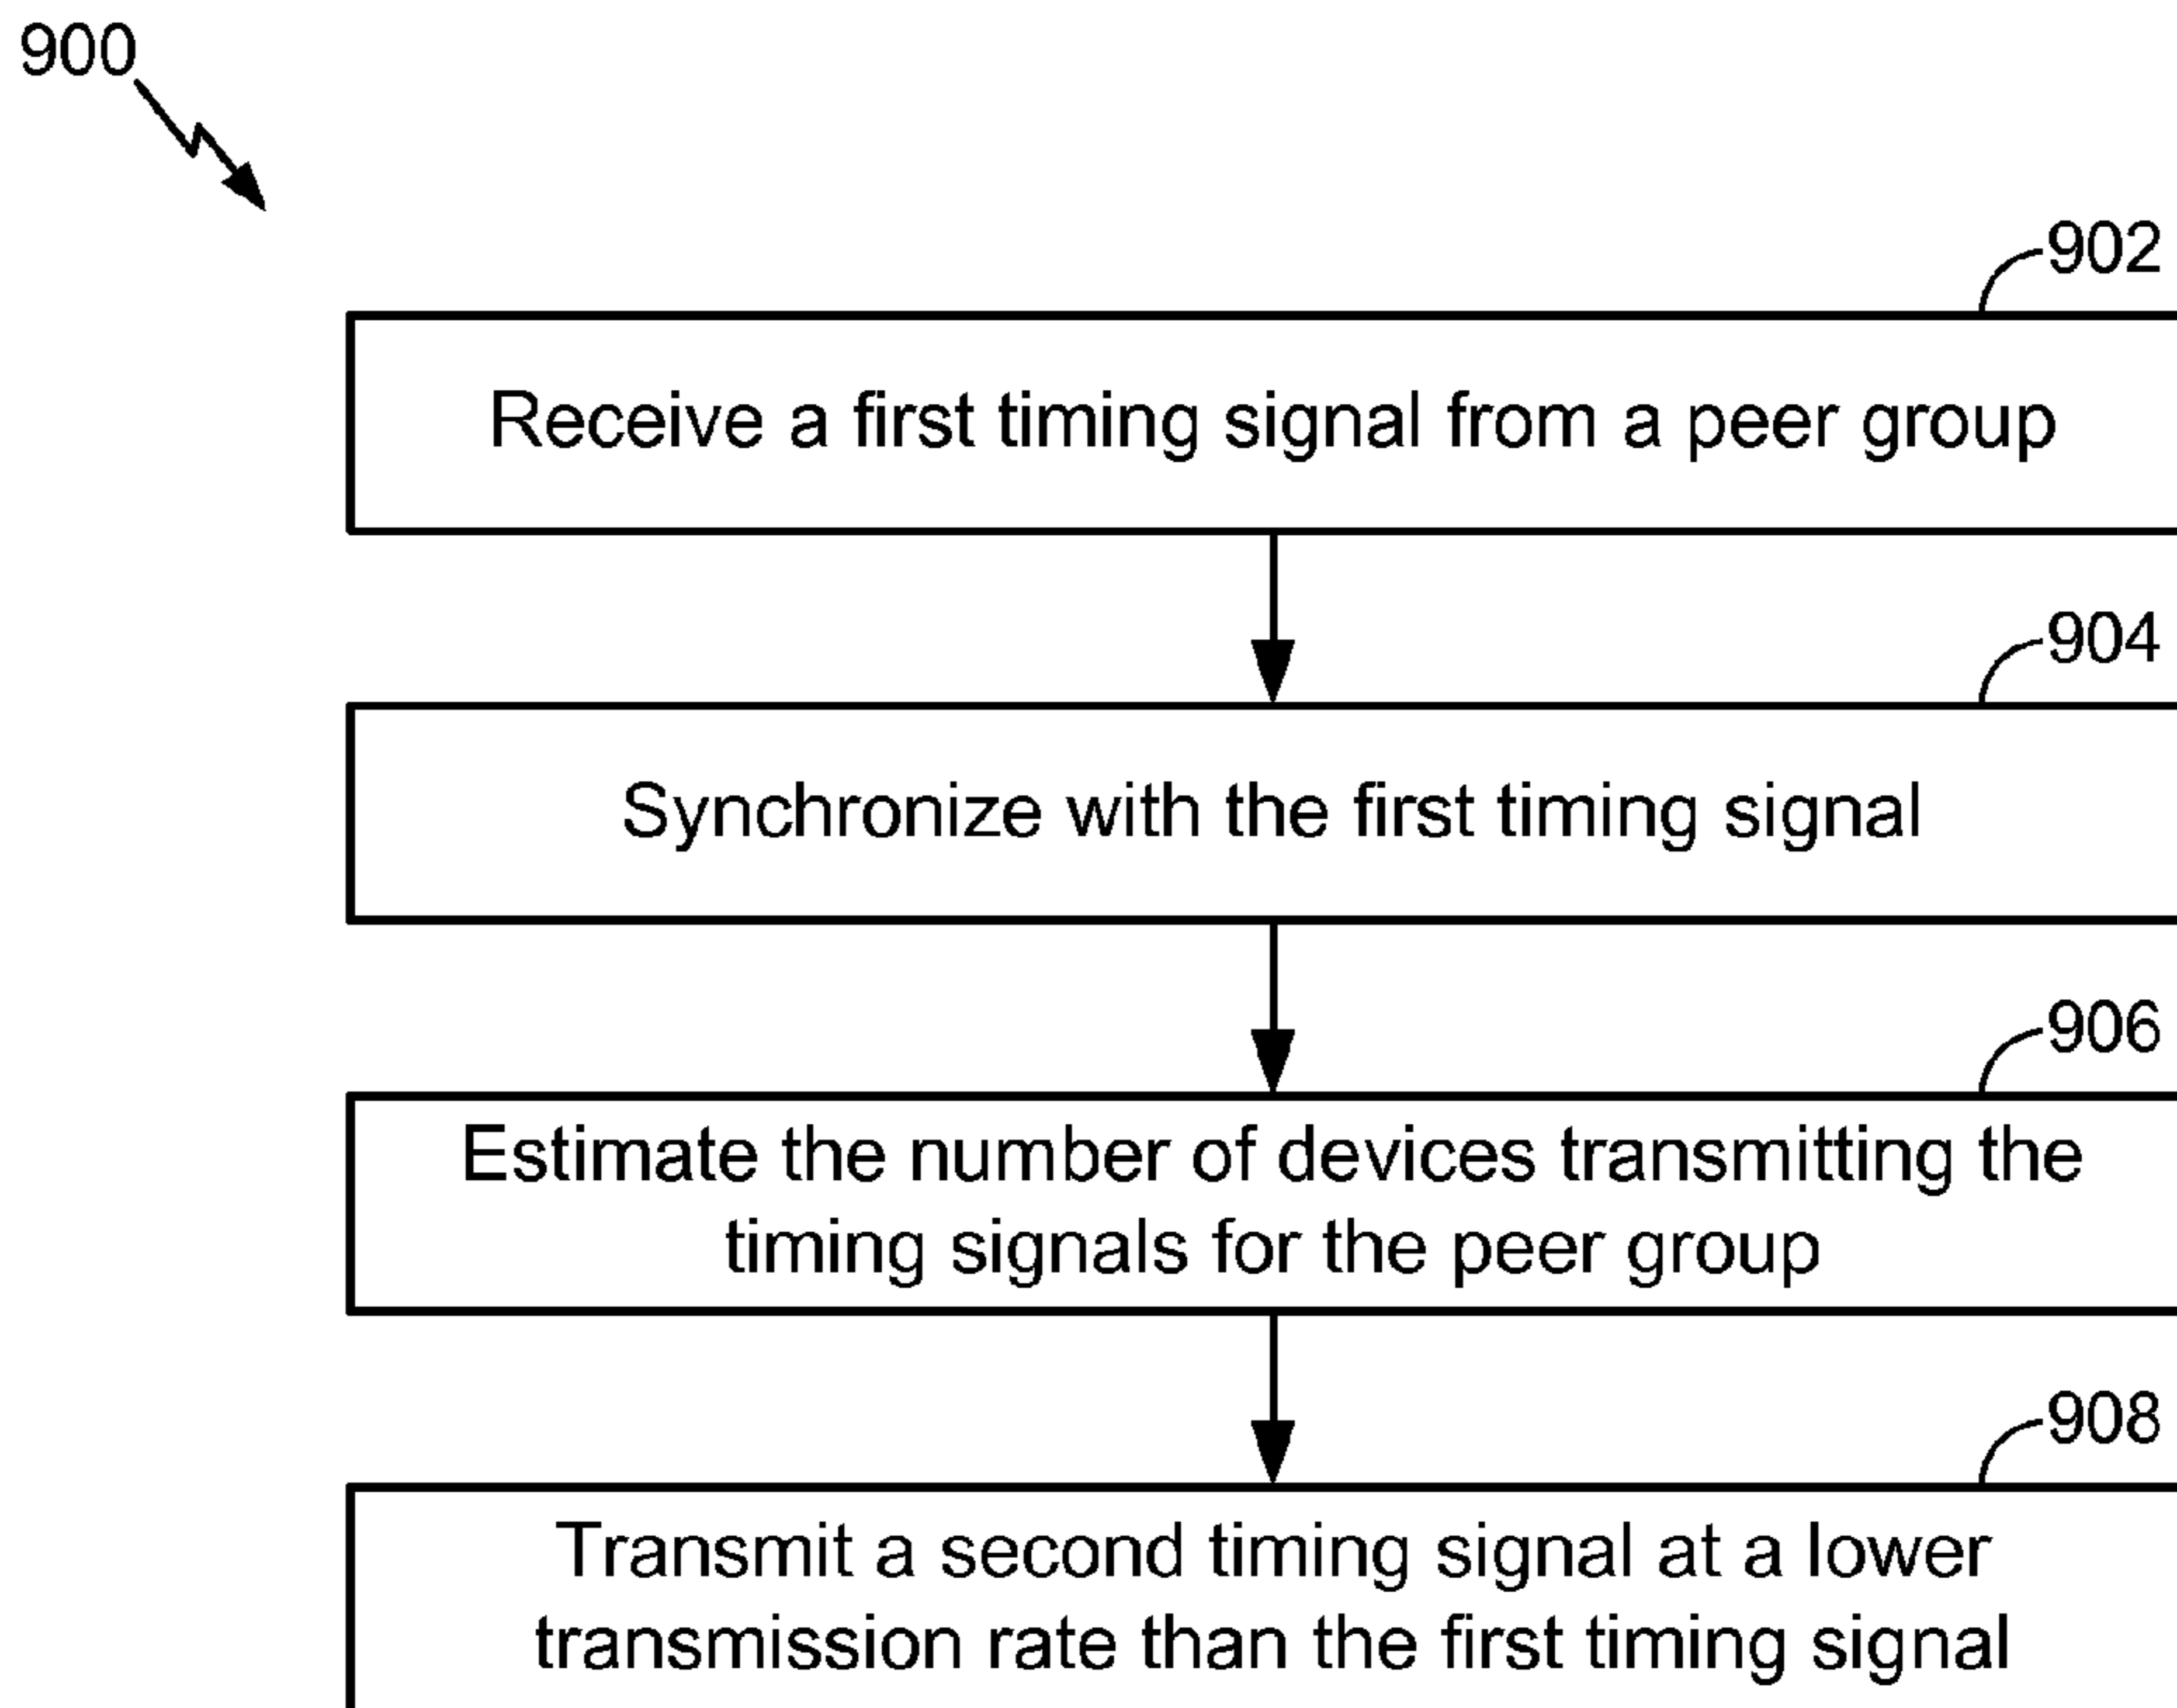 900
902
Receive a first timing signal from a peer group
904
Synchronize with the first timing signal
906
Estimate the number of devices transmitting the
timing signals for the peer group
908
Transmit a second timing signal at a lower
transmission rate than the first timing signal